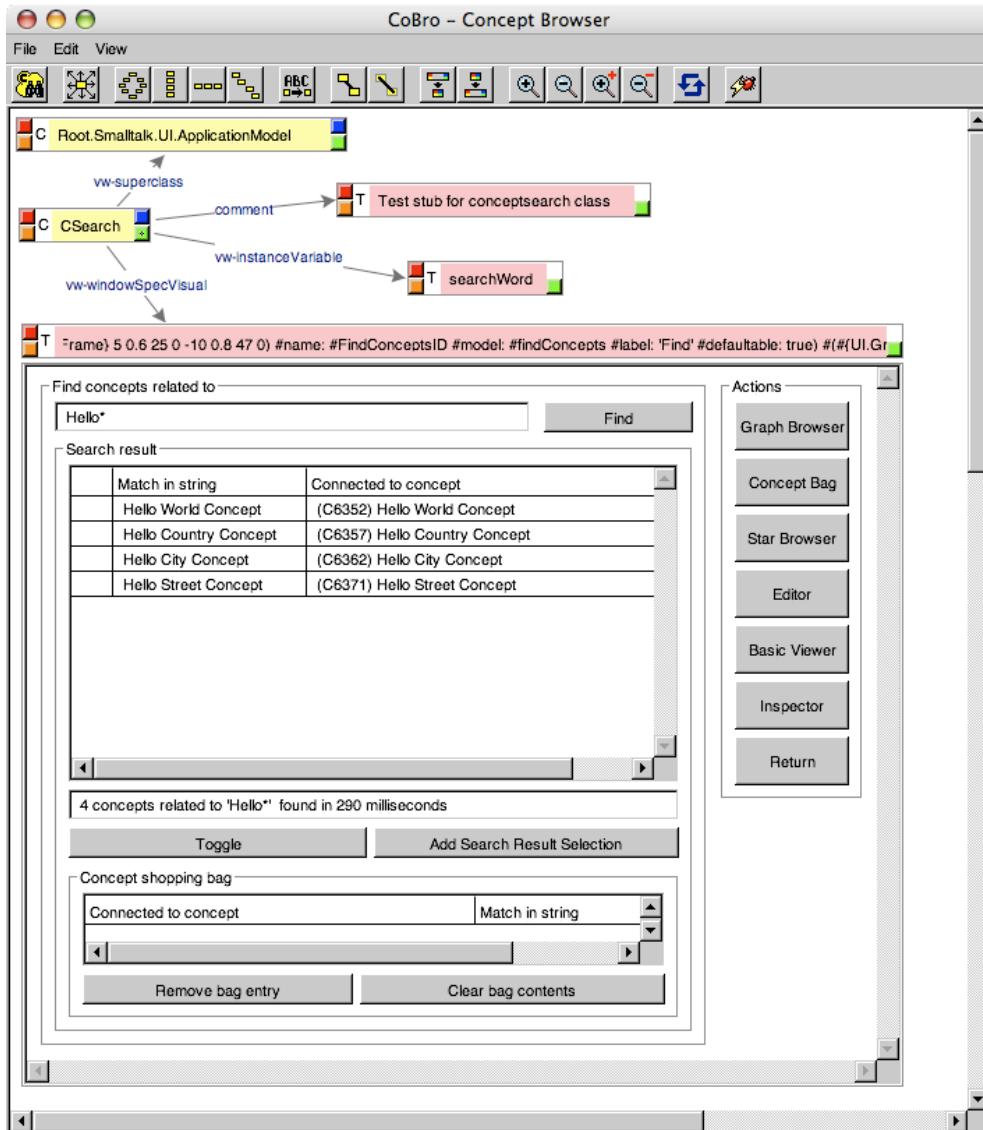 CoBro – Concept Browser
File Edit View
ABC
C Root.Smalltalk.UI.ApplicationModel
vw-superclass
T Test stub for conceptsearch class
comment
C CSearch
vw-instanceVariable
T searchWord
vw-windowSpecVisual
T Frame} 5 0.6 25 0 -10 0.8 47 0) #name: #FindConceptsID #model: #findConcepts #label: 'Find' #defaultable: true) #(#{UI.Gr
Find concepts related to
Actions
Hello*
Find
Graph Browser
Search result
Match in string Connected to concept
Concept Bag
Hello World Concept (C6352) Hello World Concept
Hello Country Concept (C6357) Hello Country Concept
Star Browser
Hello City Concept (C6362) Hello City Concept
Hello Street Concept (C6371) Hello Street Concept
Editor
Basic Viewer
Inspector
Return
4 concepts related to 'Hello*' found in 290 milliseconds
Toggle Add Search Result Selection
Concept shopping bag
Connected to concept Match in string
Remove bag entry Clear bag contents